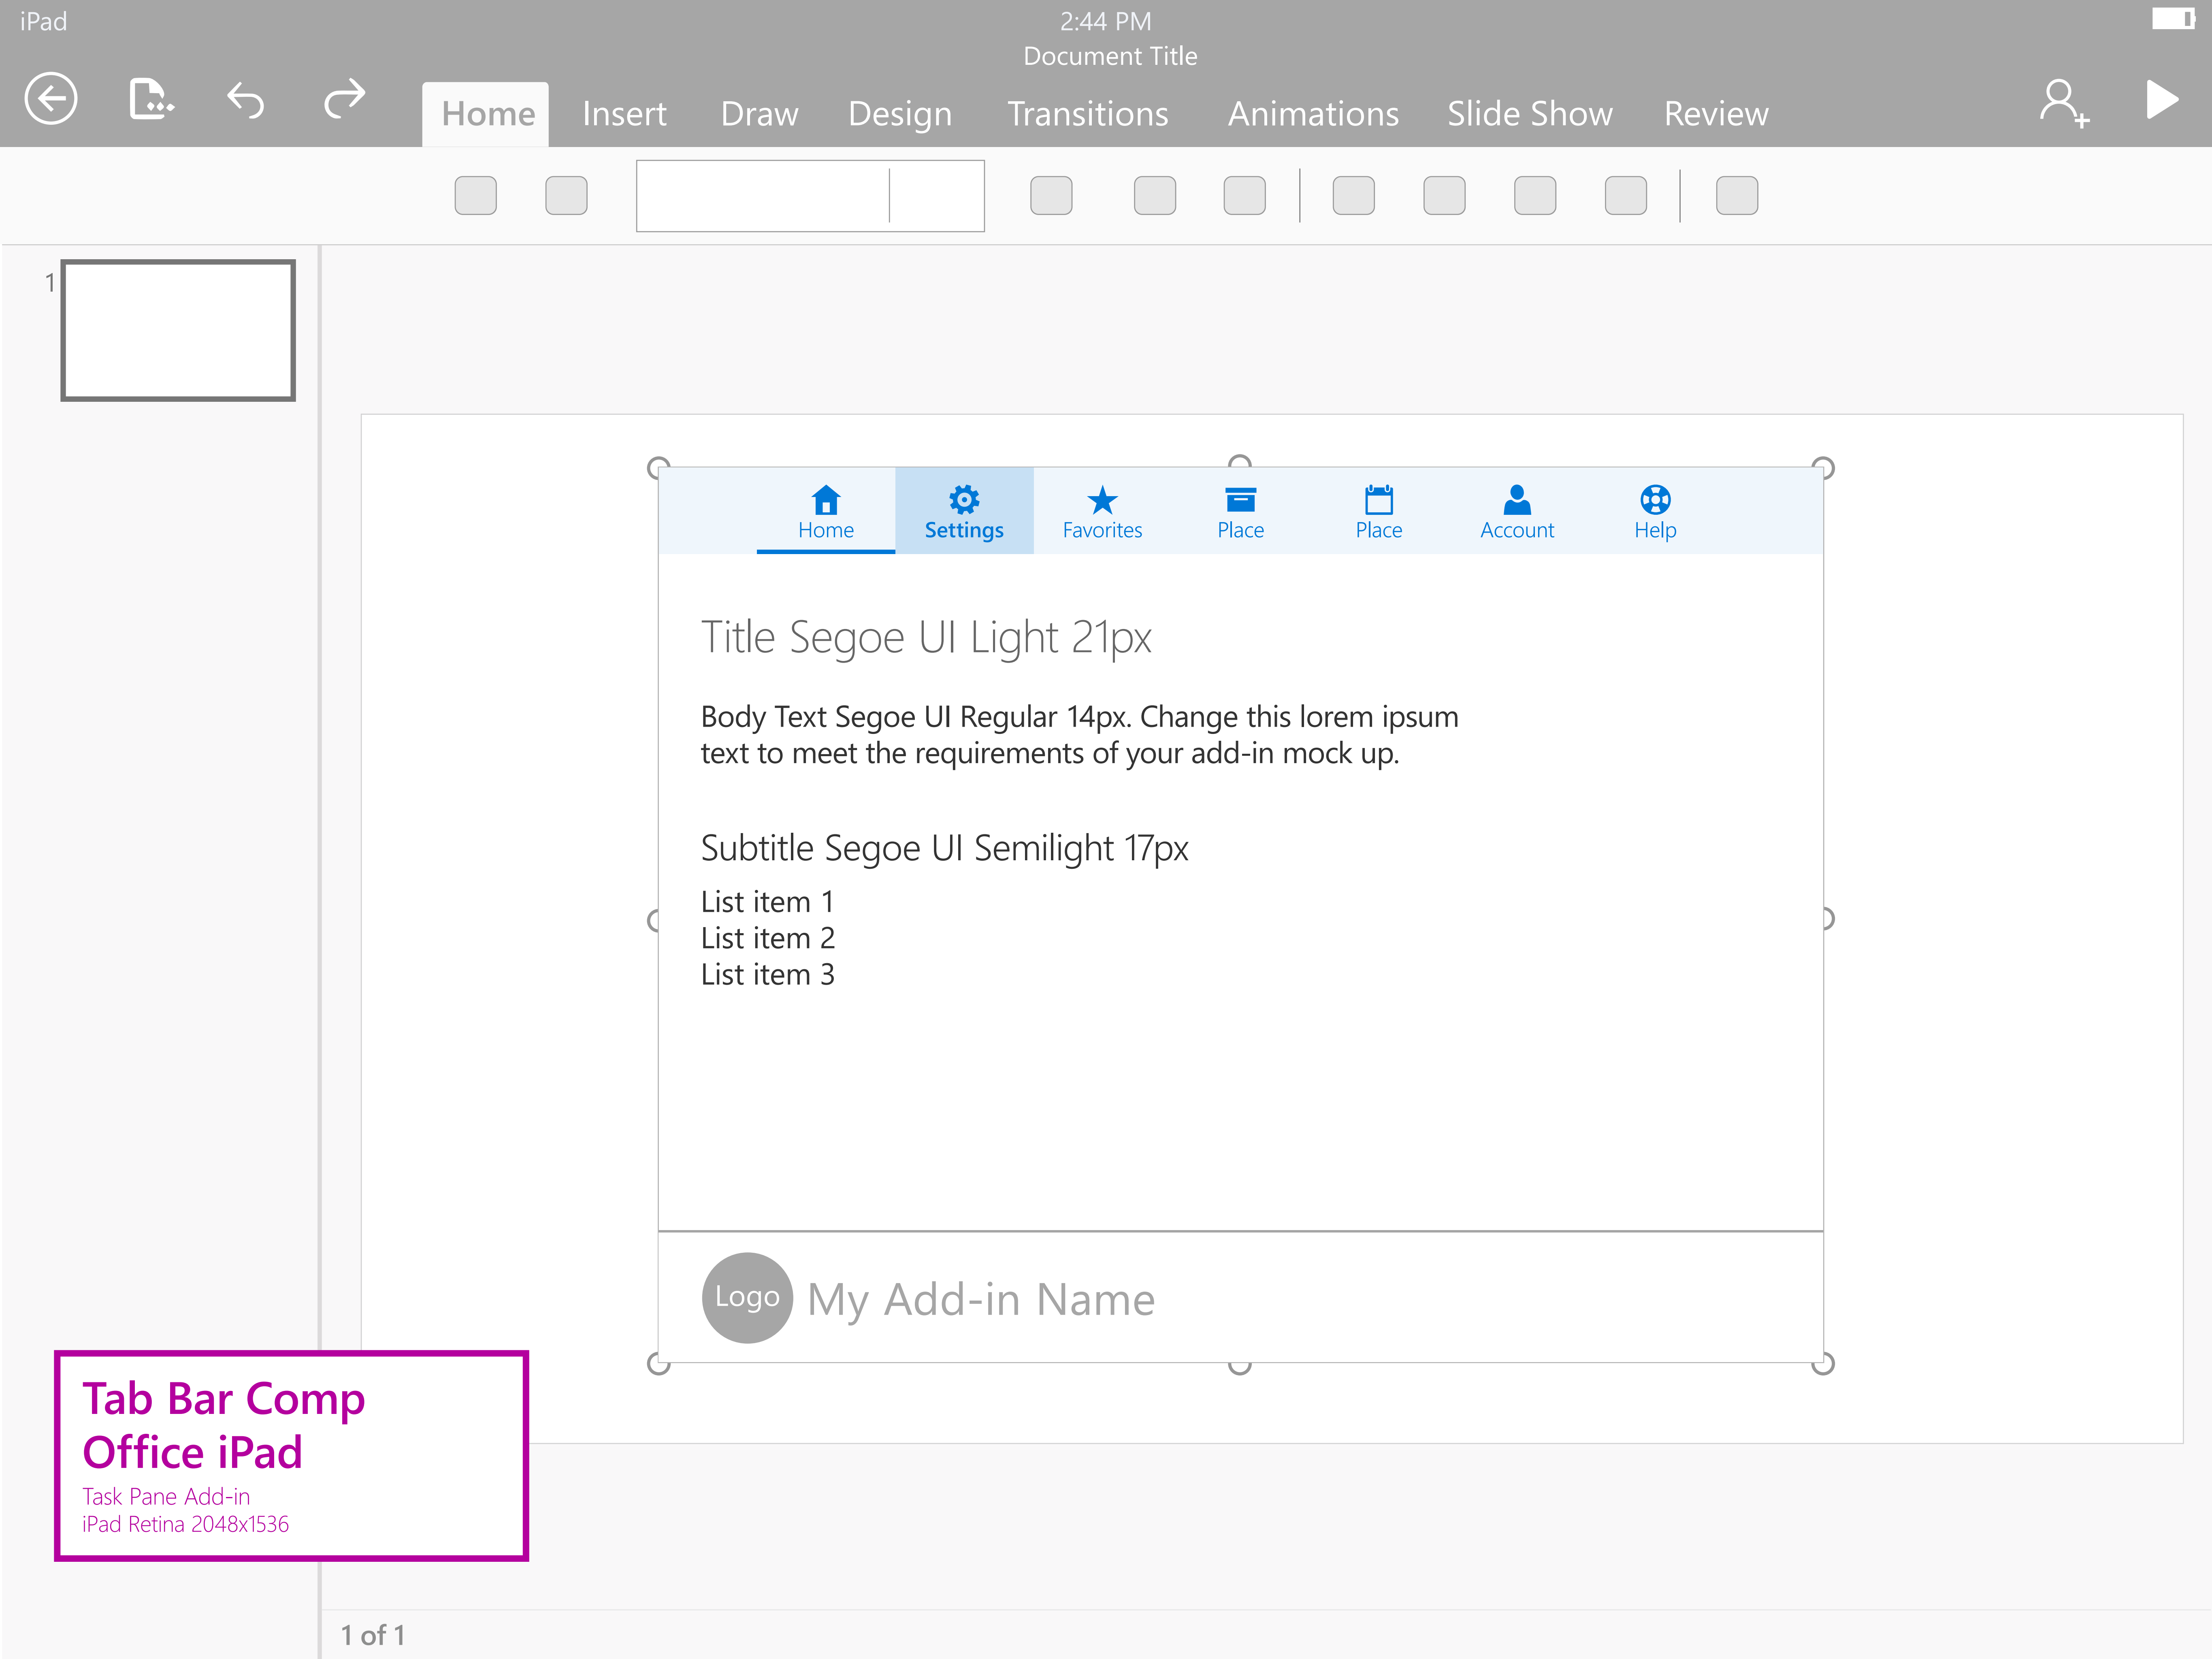 iPad
2:44 PM
Document Title
Home Insert Draw Design Transitions Animations Slide Show Review
1
Home Settings Favorites Place Place Account Help
Title Segoe UI Light 21px
Body Text Segoe UI Regular 14px. Change this lorem ipsum
text to meet the requirements of your add-in mock up.
Subtitle Segoe UI Semilight 17px
List item 1
List item 2
List item 3
Logo My Add-in Name
Tab Bar Comp
Office iPad
Task Pane Add-in
iPad Retina 2048x1536
1 of 1